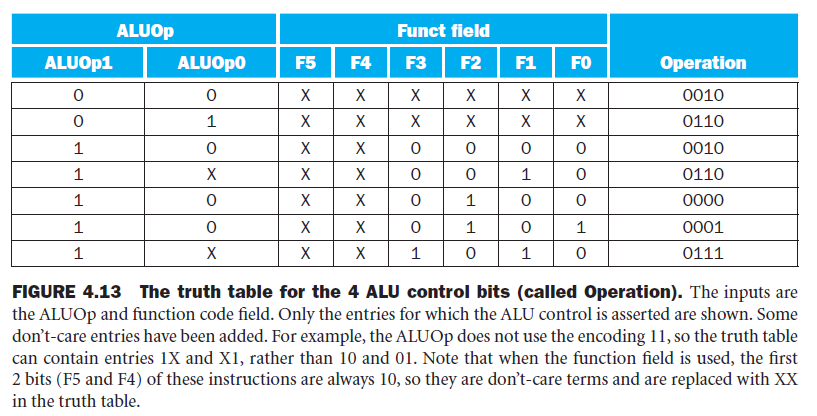 ALUOp Funct field
ALUOp1 ALUOp0 F5 F4 F3 F2 F1 F0 Operation
0 0 X X X X X X 0010
0 1 X X X X X X 0110
1 0 X X 0 0 0 0 0010
1 X X X 0 0 1 0 0110
1 0 X X 0 1 0 0 0000
1 0 X X 0 1 0 1 0001
1 X X X 1 0 1 0 0111
FIGURE 4.13 The truth table for the 4 ALU control bits (called Operation). The inputs are
the ALUOp and function code field. Only the entries for which the ALU control is asserted are shown. Some
don’t-care entries have been added. For example, the ALUOp does not use the encoding 11, so the truth table
can contain entries 1X and X1, rather than 10 and 01. Note that when the function field is used, the first
2 bits (F5 and F4) of these instructions are always 10, so they are don’t-care terms and are replaced with XX
in the truth table.